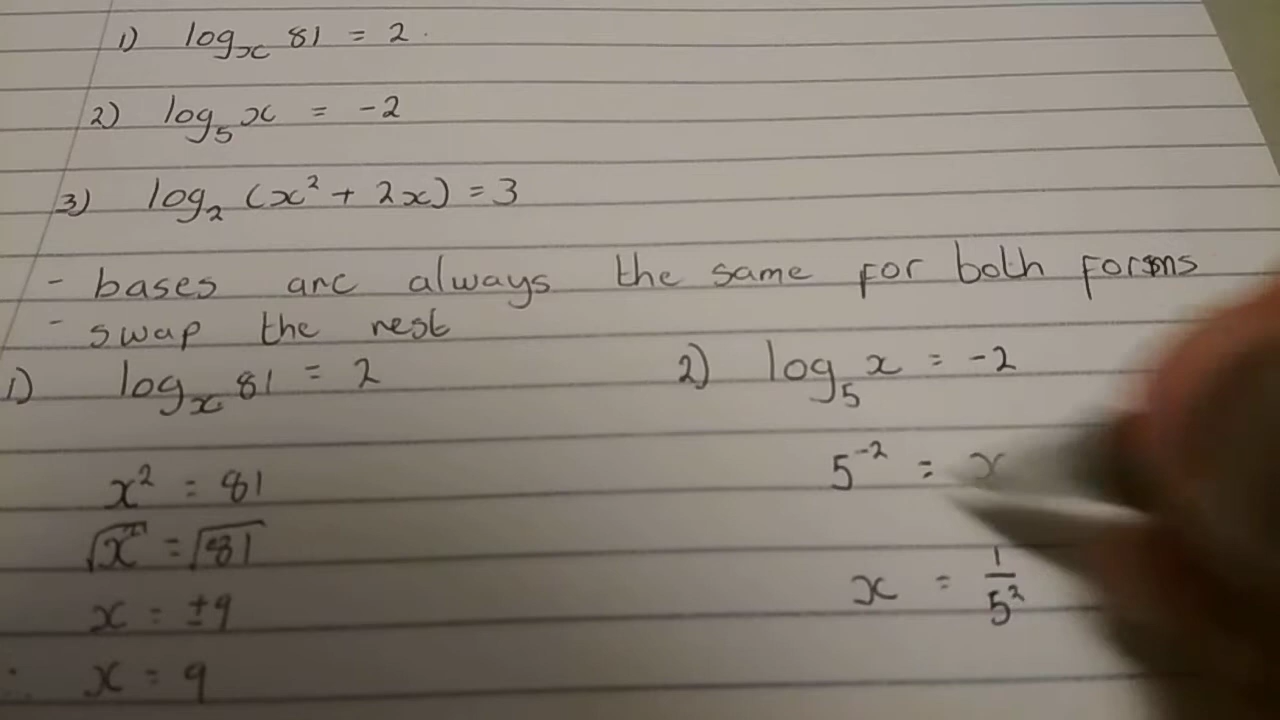 1) log_x 81 = 2.
2) log_5 x = -2
3) log_2 (x² + 2x) = 3
- bases are always the same for both forms
- swap the rest
1) log_x 81 = 2
x² = 81
√x² = √81
x = ±9
∴ x = 9
2) log_5 x = -2
5⁻² = x
x = 1/5²